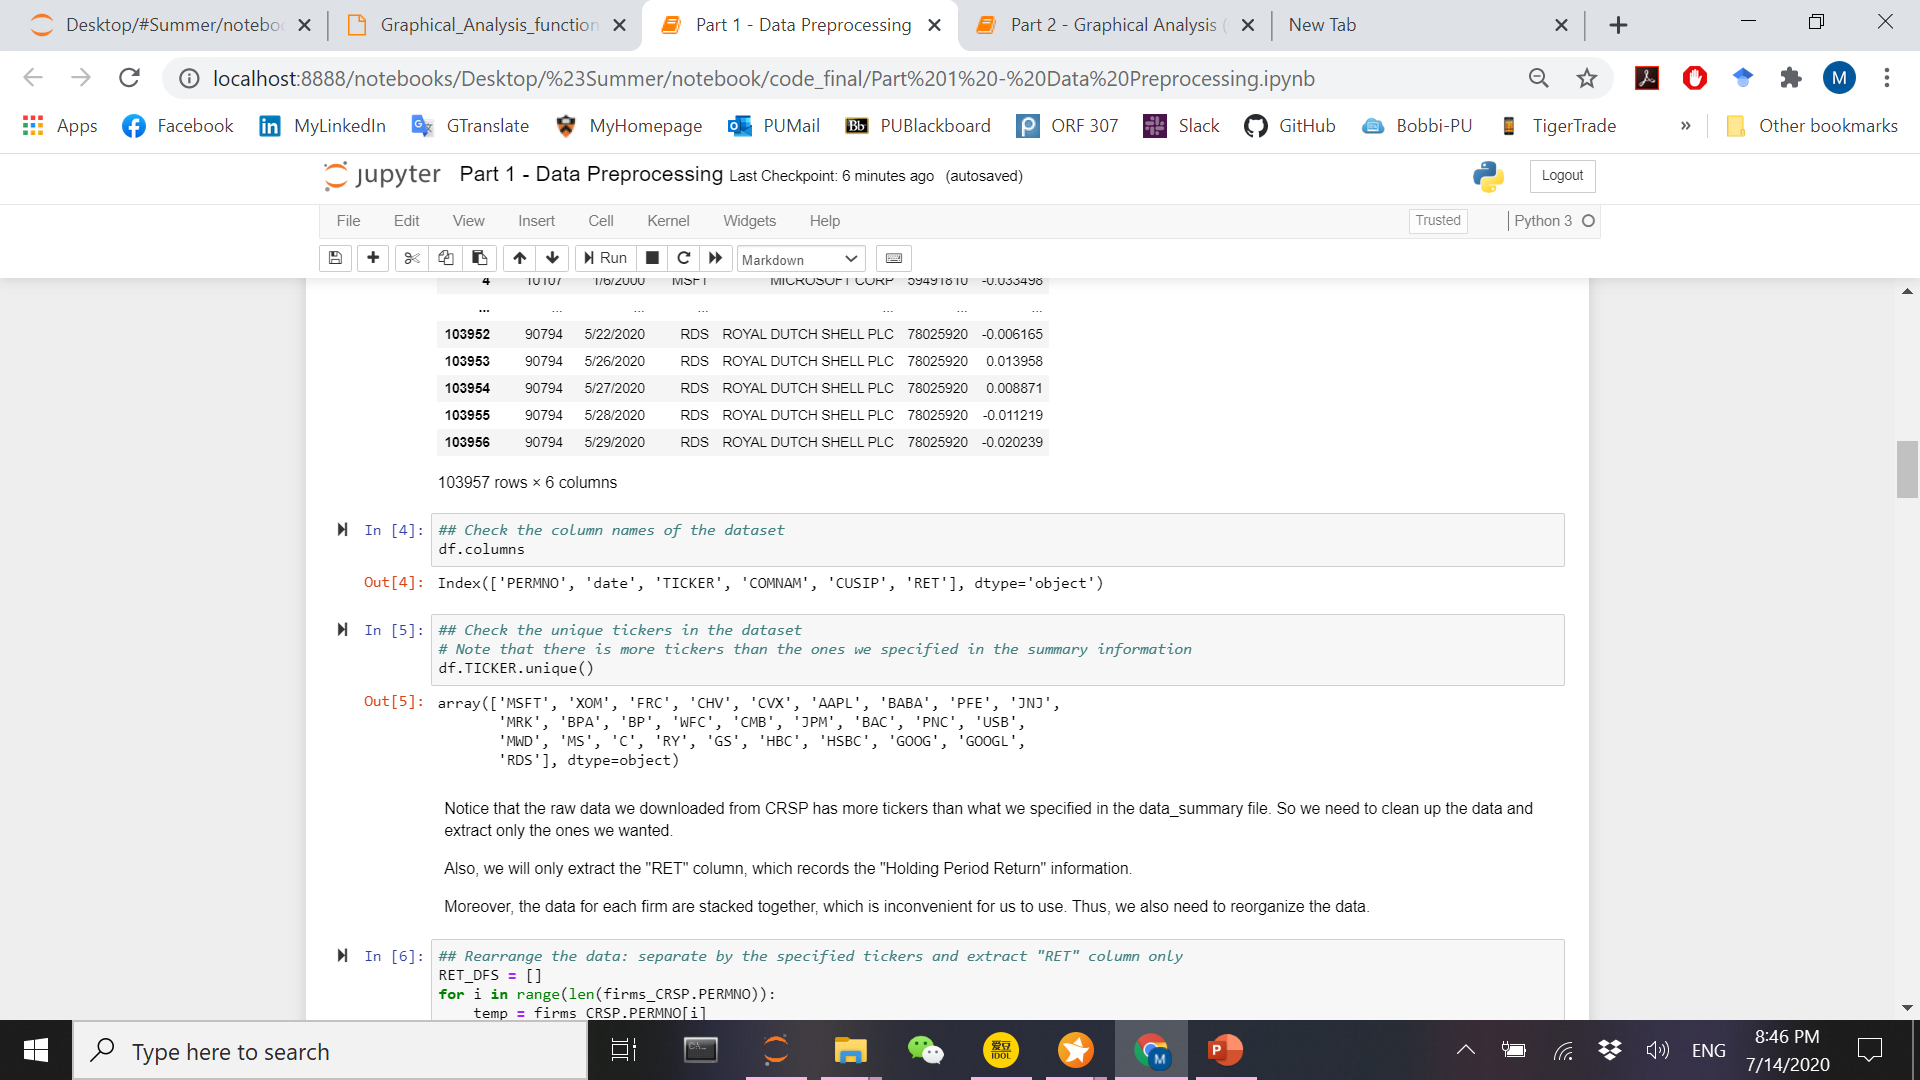 Desktop/#Summer/noteboo
Graphical_Analysis_function
Part 1 - Data Preprocessing
Part 2 - Graphical Analysis (
New Tab
localhost:8888/notebooks/Desktop/%23Summer/notebook/code_final/Part%201%20-%20Data%20Preprocessing.ipynb
M
Apps
Facebook
MyLinkedIn
GTranslate
MyHomepage
PUMail
Bb PUBlackboard
ORF 307
Slack
GitHub
Bobbi-PU
TigerTrade
»
Other bookmarks
jupyter Part 1 - Data Preprocessing Last Checkpoint: 6 minutes ago (autosaved)
Logout
File Edit View Insert Cell Kernel Widgets Help
Trusted
Python 3
Run
Markdown
4 10107 1/6/2000 MSFT MICROSOFT CORP 59491810 -0.033498
... ... ... ... ... ... ...
103952 90794 5/22/2020 RDS ROYAL DUTCH SHELL PLC 78025920 -0.006165
103953 90794 5/26/2020 RDS ROYAL DUTCH SHELL PLC 78025920 0.013958
103954 90794 5/27/2020 RDS ROYAL DUTCH SHELL PLC 78025920 0.008871
103955 90794 5/28/2020 RDS ROYAL DUTCH SHELL PLC 78025920 -0.011219
103956 90794 5/29/2020 RDS ROYAL DUTCH SHELL PLC 78025920 -0.020239
103957 rows × 6 columns
In [4]: ## Check the column names of the dataset
df.columns
Out[4]: Index(['PERMNO', 'date', 'TICKER', 'COMNAM', 'CUSIP', 'RET'], dtype='object')
In [5]: ## Check the unique tickers in the dataset
# Note that there is more tickers than the ones we specified in the summary information
df.TICKER.unique()
Out[5]: array(['MSFT', 'XOM', 'FRC', 'CHV', 'CVX', 'AAPL', 'BABA', 'PFE', 'JNJ',
'MRK', 'BPA', 'BP', 'WFC', 'CMB', 'JPM', 'BAC', 'PNC', 'USB',
'MWD', 'MS', 'C', 'RY', 'GS', 'HBC', 'HSBC', 'GOOG', 'GOOGL',
'RDS'], dtype=object)
Notice that the raw data we downloaded from CRSP has more tickers than what we specified in the data_summary file. So we need to clean up the data and
extract only the ones we wanted.
Also, we will only extract the "RET" column, which records the "Holding Period Return" information.
Moreover, the data for each firm are stacked together, which is inconvenient for us to use. Thus, we also need to reorganize the data.
In [6]: ## Rearrange the data: separate by the specified tickers and extract "RET" column only
RET_DFS = []
for i in range(len(firms_CRSP.PERMNO)):
temp = firms_CRSP.PERMNO[i]
Type here to search
爱豆
IDOL
M
P
ENG
8:46 PM
7/14/2020